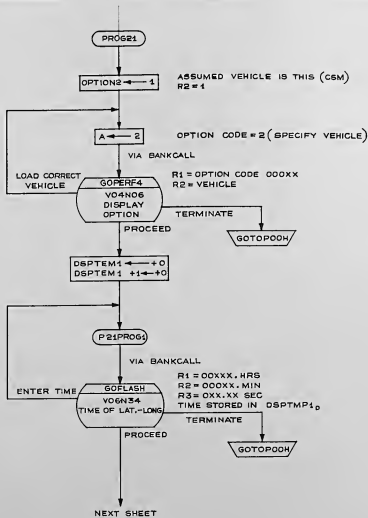 PROG21
OPTION2 ← 1
ASSUMED VEHICLE IS THIS (CSM)
R2=1
A ← 2
OPTION CODE=2 (SPECIFY VEHICLE)
VIA BANKCALL
LOAD CORRECT
VEHICLE
GOPERF4
V04N06
DISPLAY
OPTION
R1=OPTION CODE 000XX
R2=VEHICLE
TERMINATE
GOTOPOOH
PROCEED
DSPTEM1 ← +0
DSPTEM1 +1 ← +0
P21PROG1
VIA BANKCALL
ENTER TIME
GOFLASH
V06N34
TIME OF LAT.-LONG
R1=00XXX.HRS
R2=000XX.MIN
R3=0XX.XX SEC
TIME STORED IN DSPTMP1D
TERMINATE
GOTOPOOH
PROCEED
NEXT SHEET